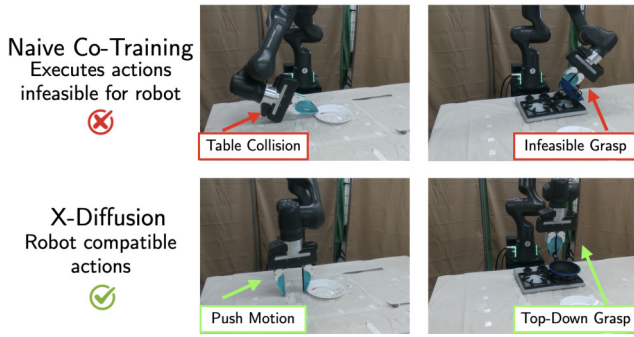 Naive Co-Training
Executes actions
infeasible for robot
Table Collision
Infeasible Grasp
X-Diffusion
Robot compatible
actions
Push Motion
Top-Down Grasp